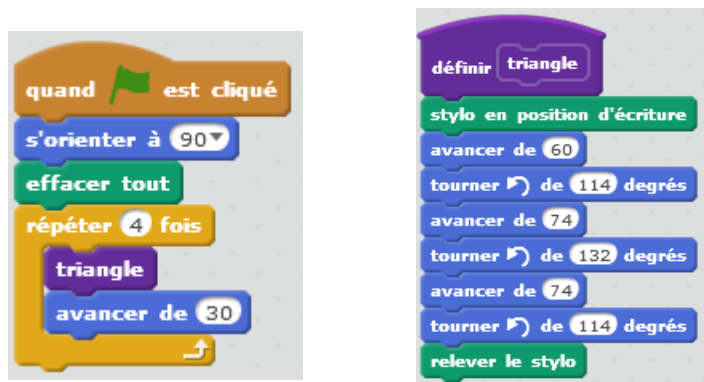 quand est cliqué
s'orienter à 90
effacer tout
répéter 4 fois
triangle
avancer de 30
définir triangle
stylo en position d'écriture
avancer de 60
tourner de 114 degrés
avancer de 74
tourner de 132 degrés
avancer de 74
tourner de 114 degrés
relever le stylo